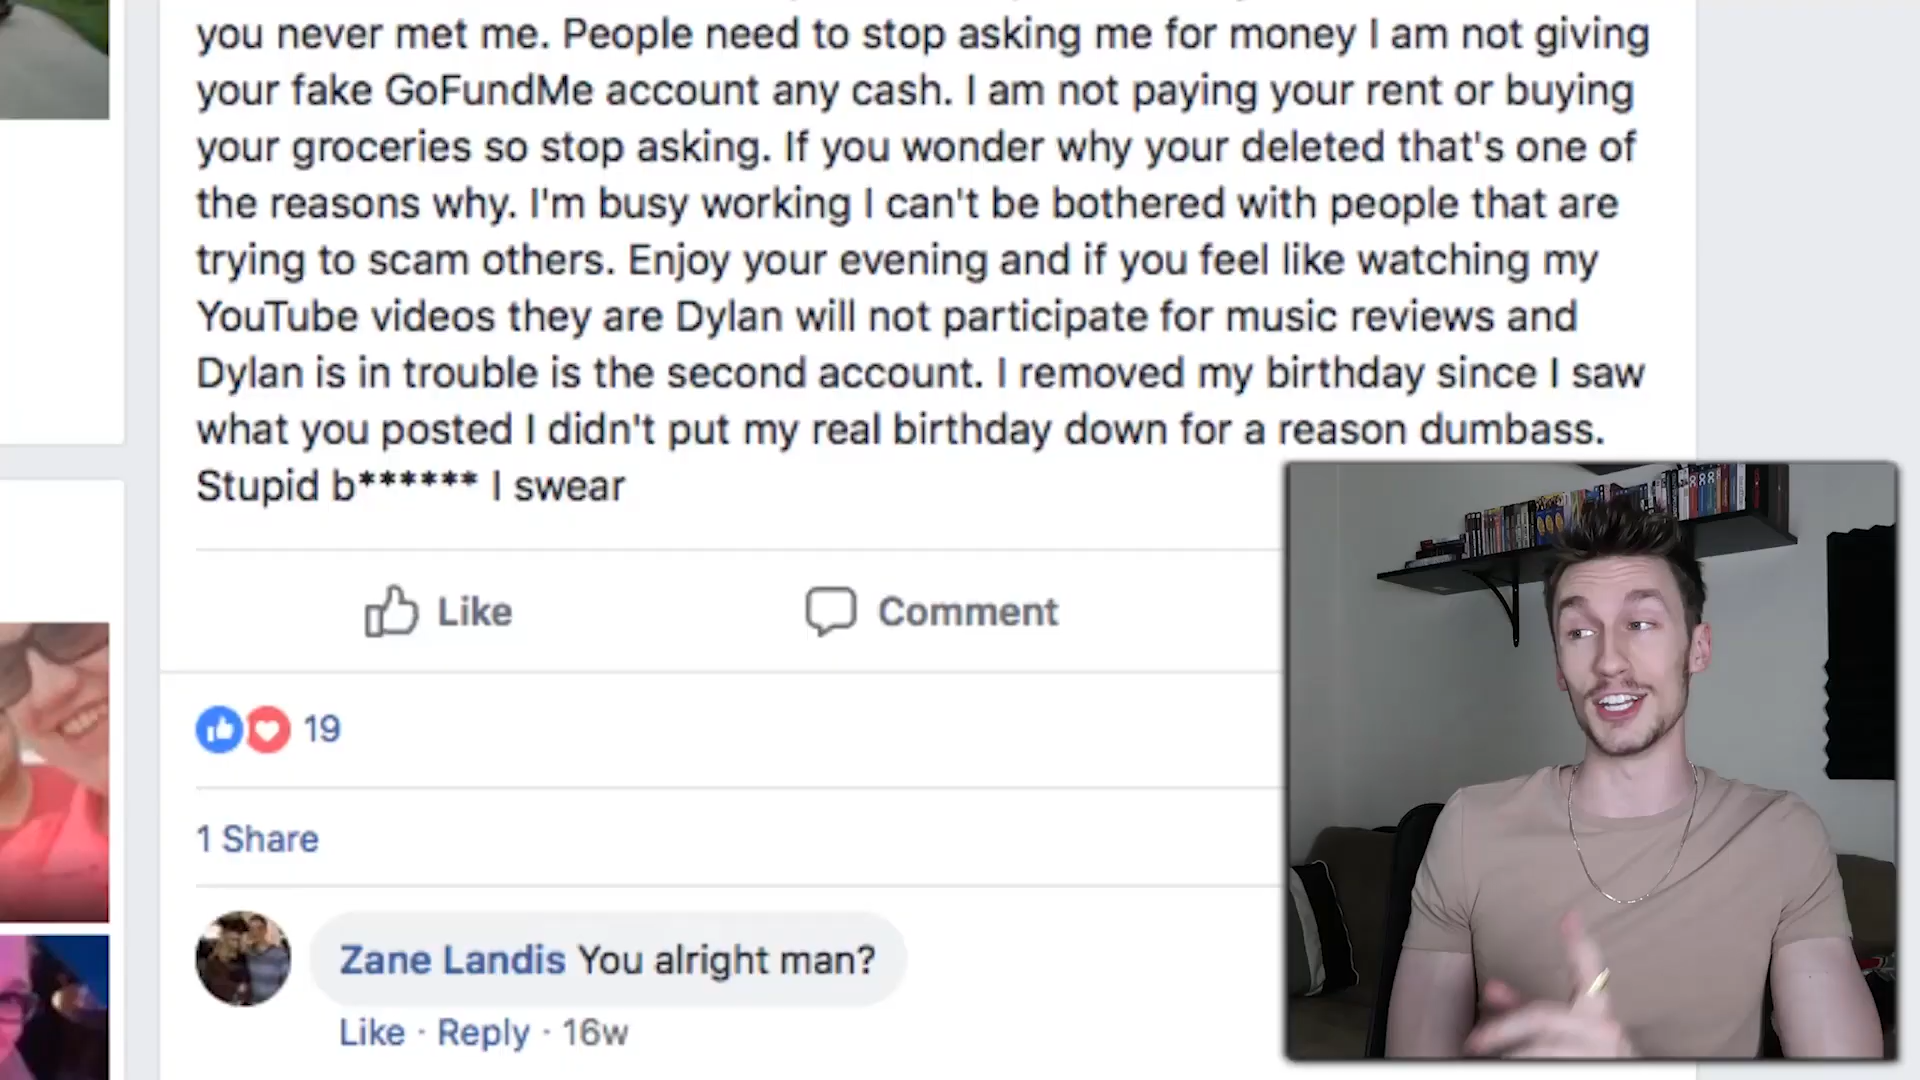 you never met me. People need to stop asking me for money I am not giving
your fake GoFundMe account any cash. I am not paying your rent or buying
your groceries so stop asking. If you wonder why your deleted that's one of
the reasons why. I'm busy working I can't be bothered with people that are
trying to scam others. Enjoy your evening and if you feel like watching my
YouTube videos they are Dylan will not participate for music reviews and
Dylan is in trouble is the second account. I removed my birthday since I saw
what you posted I didn't put my real birthday down for a reason dumbass.
Stupid b****** I swear
Like Comment
19
1 Share
Zane Landis You alright man?
Like · Reply · 16w